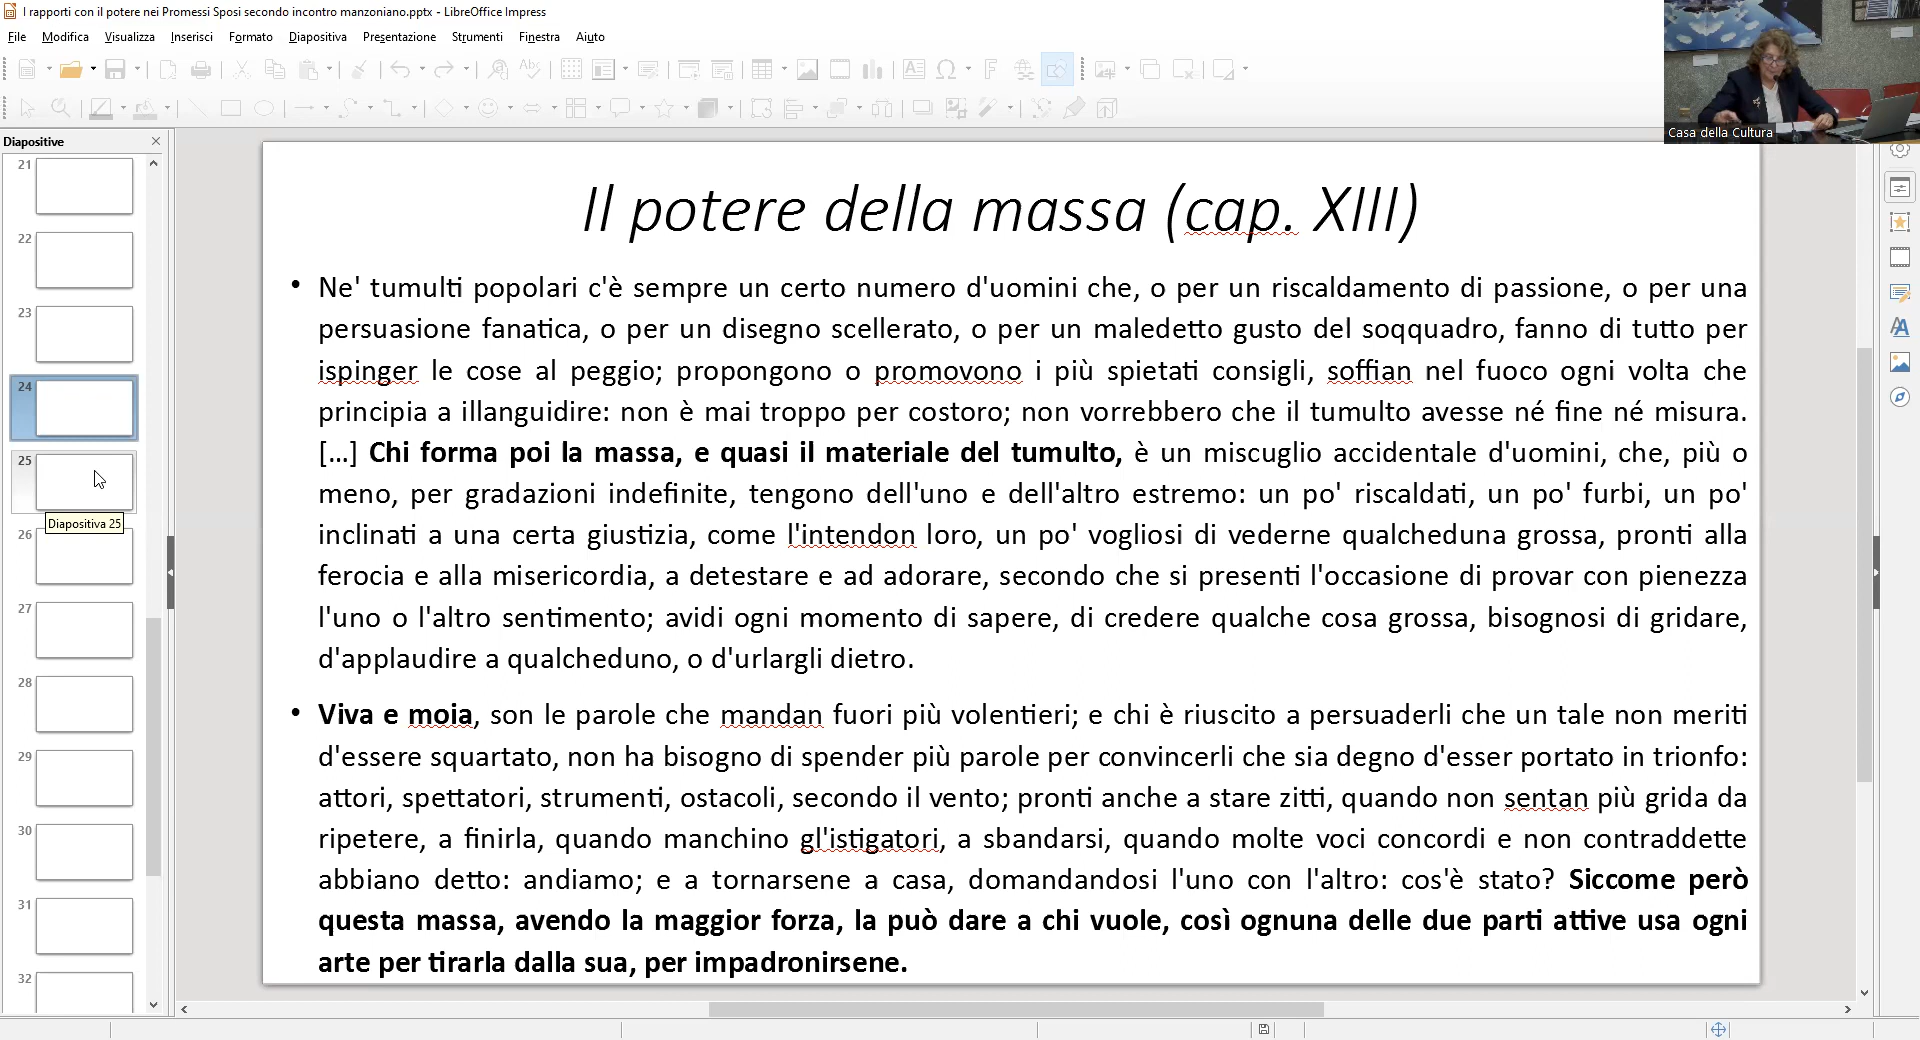 I rapporti con il potere nei Promessi Sposi secondo incontro manzoniano.pptx - LibreOffice Impress
File Modifica Visualizza Inserisci Formato Diapositiva Presentazione Strumenti Finestra Aiuto
Casa della Cultura
Diapositive
21
22
23
24
25
Diapositiva 25
26
27
28
29
30
31
32
Il potere della massa (cap. XIII)
• Ne' tumulti popolari c'è sempre un certo numero d'uomini che, o per un riscaldamento di passione, o per una
persuasione fanatica, o per un disegno scellerato, o per un maledetto gusto del soqquadro, fanno di tutto per
ispinger le cose al peggio; propongono o promovono i più spietati consigli, soffian nel fuoco ogni volta che
principia a illanguidire: non è mai troppo per costoro; non vorrebbero che il tumulto avesse né fine né misura.
[...] Chi forma poi la massa, e quasi il materiale del tumulto, è un miscuglio accidentale d'uomini, che, più o
meno, per gradazioni indefinite, tengono dell'uno e dell'altro estremo: un po' riscaldati, un po' furbi, un po'
inclinati a una certa giustizia, come l'intendon loro, un po' vogliosi di vederne qualcheduna grossa, pronti alla
ferocia e alla misericordia, a detestare e ad adorare, secondo che si presenti l'occasione di provar con pienezza
l'uno o l'altro sentimento; avidi ogni momento di sapere, di credere qualche cosa grossa, bisognosi di gridare,
d'applaudire a qualcheduno, o d'urlargli dietro.
• Viva e moia, son le parole che mandan fuori più volentieri; e chi è riuscito a persuaderli che un tale non meriti
d'essere squartato, non ha bisogno di spender più parole per convincerli che sia degno d'esser portato in trionfo:
attori, spettatori, strumenti, ostacoli, secondo il vento; pronti anche a stare zitti, quando non sentan più grida da
ripetere, a finirla, quando manchino gl'istigatori, a sbandarsi, quando molte voci concordi e non contraddette
abbiano detto: andiamo; e a tornarsene a casa, domandandosi l'uno con l'altro: cos'è stato? Siccome però
questa massa, avendo la maggior forza, la può dare a chi vuole, così ognuna delle due parti attive usa ogni
arte per tirarla dalla sua, per impadronirsene.